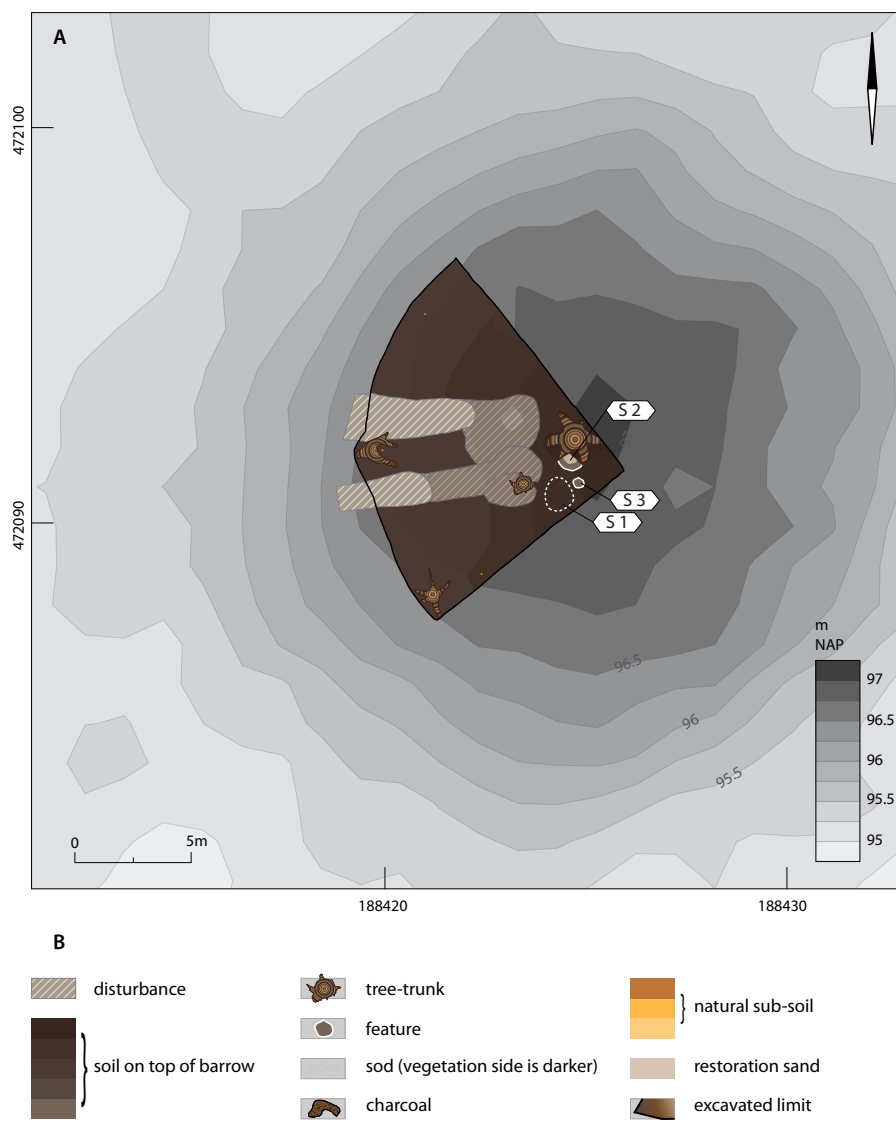 A
472100
S 2
S 3
S 1
472090
m
NAP
97
96.5
96
95.5
95
96.5
96
95.5
0 5m
188420 188430
B
disturbance
tree-trunk
natural sub-soil
feature
soil on top of barrow
sod (vegetation side is darker)
restoration sand
charcoal
excavated limit